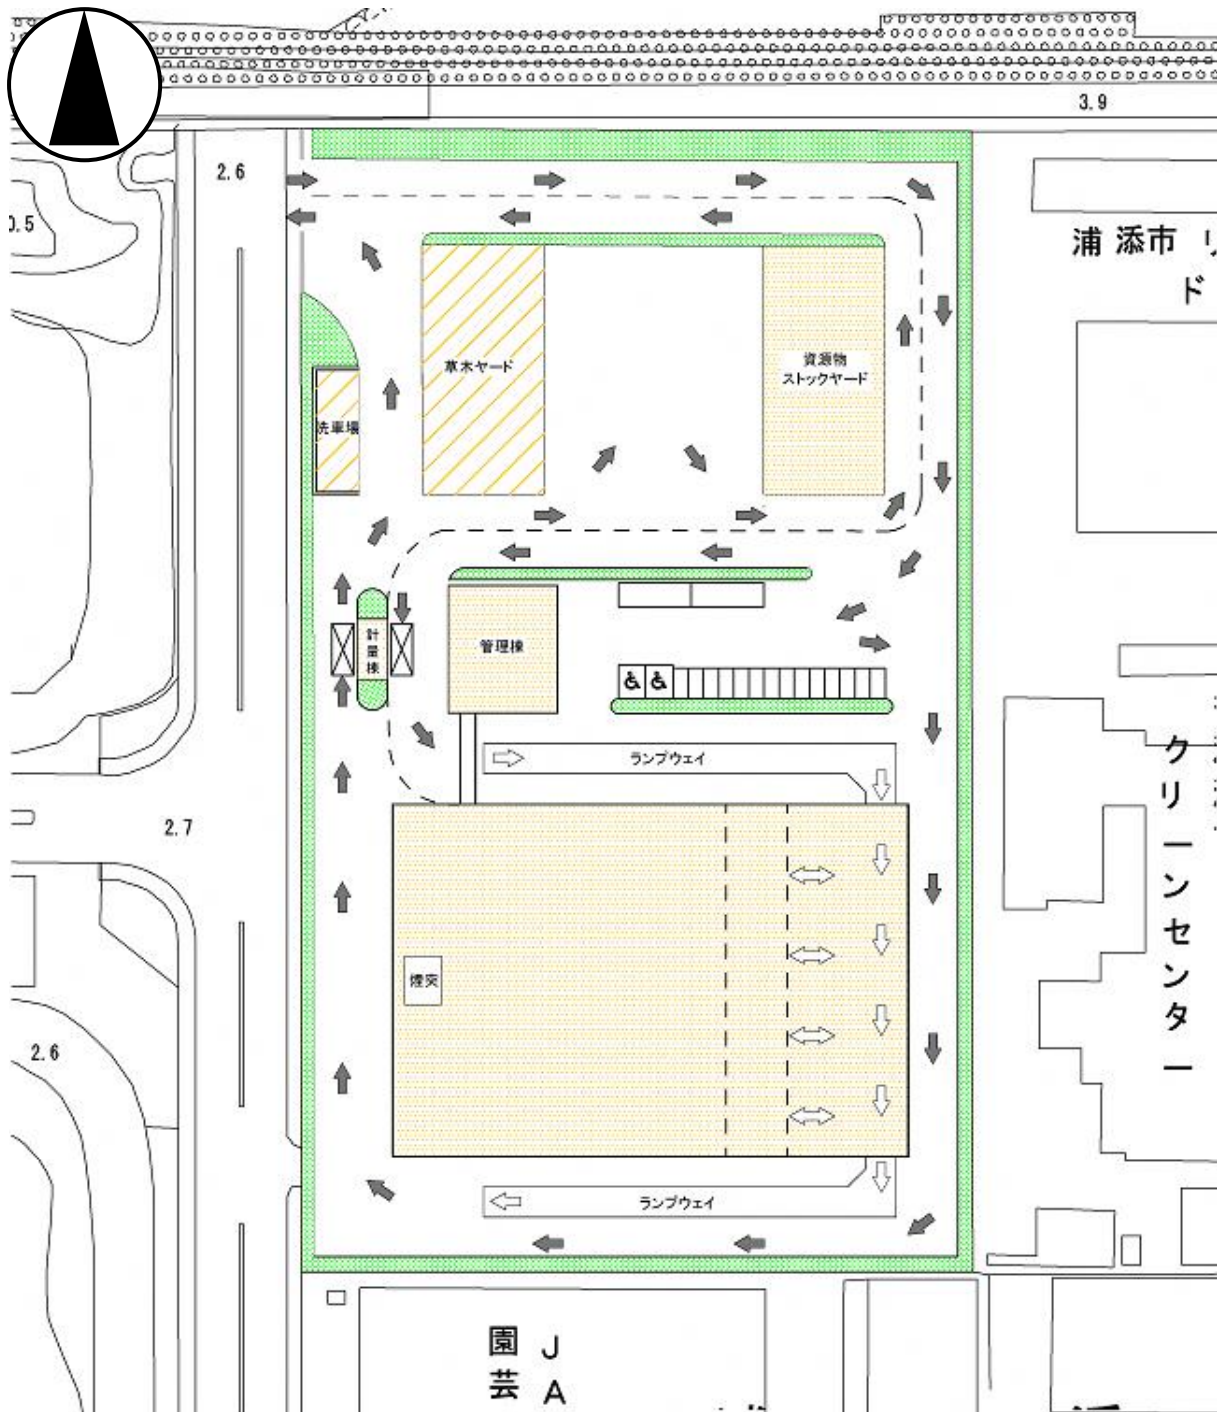 3.9
2.6
0.5
浦添市 リ
ド
草木ヤード
資源物
ストックヤード
洗車場
計量棟
管理棟
ランプウェイ
クリーンセンター
2.7
煙突
2.6
ランプウェイ
園芸
JA